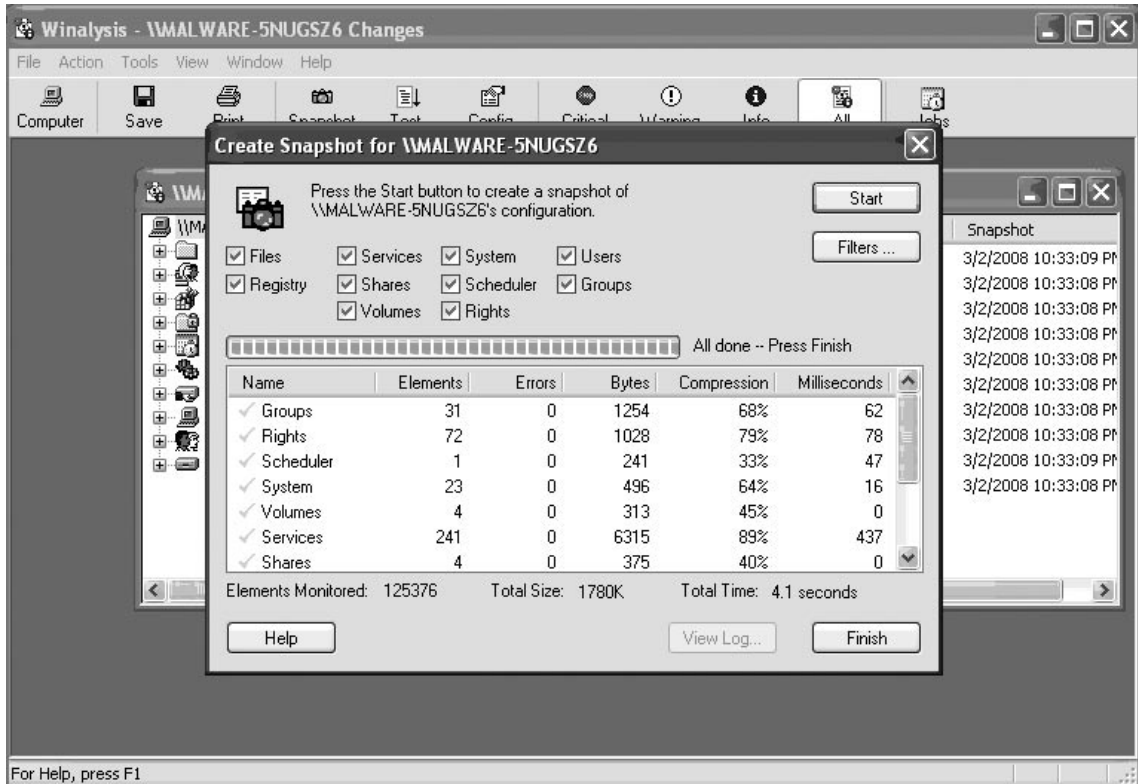 Winalysis - \\MALWARE-5NUGSZ6 Changes
File Action Tools View Window Help
Computer Save Print Snapshot Test Config Critical Warning Info All Jobs
Create Snapshot for \\MALWARE-5NUGSZ6
Press the Start button to create a snapshot of
\\MALWARE-5NUGSZ6's configuration.
Start
Filters ...
Files Services System Users
Registry Shares Scheduler Groups
Volumes Rights
All done -- Press Finish
Name Elements Errors Bytes Compression Milliseconds
Groups 31 0 1254 68% 62
Rights 72 0 1028 79% 78
Scheduler 1 0 241 33% 47
System 23 0 496 64% 16
Volumes 4 0 313 45% 0
Services 241 0 6315 89% 437
Shares 4 0 375 40% 0
Elements Monitored: 125376 Total Size: 1780K Total Time: 4.1 seconds
Help View Log... Finish
Snapshot
3/2/2008 10:33:09 PM
3/2/2008 10:33:08 PM
3/2/2008 10:33:08 PM
3/2/2008 10:33:08 PM
3/2/2008 10:33:08 PM
3/2/2008 10:33:08 PM
3/2/2008 10:33:08 PM
3/2/2008 10:33:08 PM
3/2/2008 10:33:09 PM
3/2/2008 10:33:08 PM
For Help, press F1